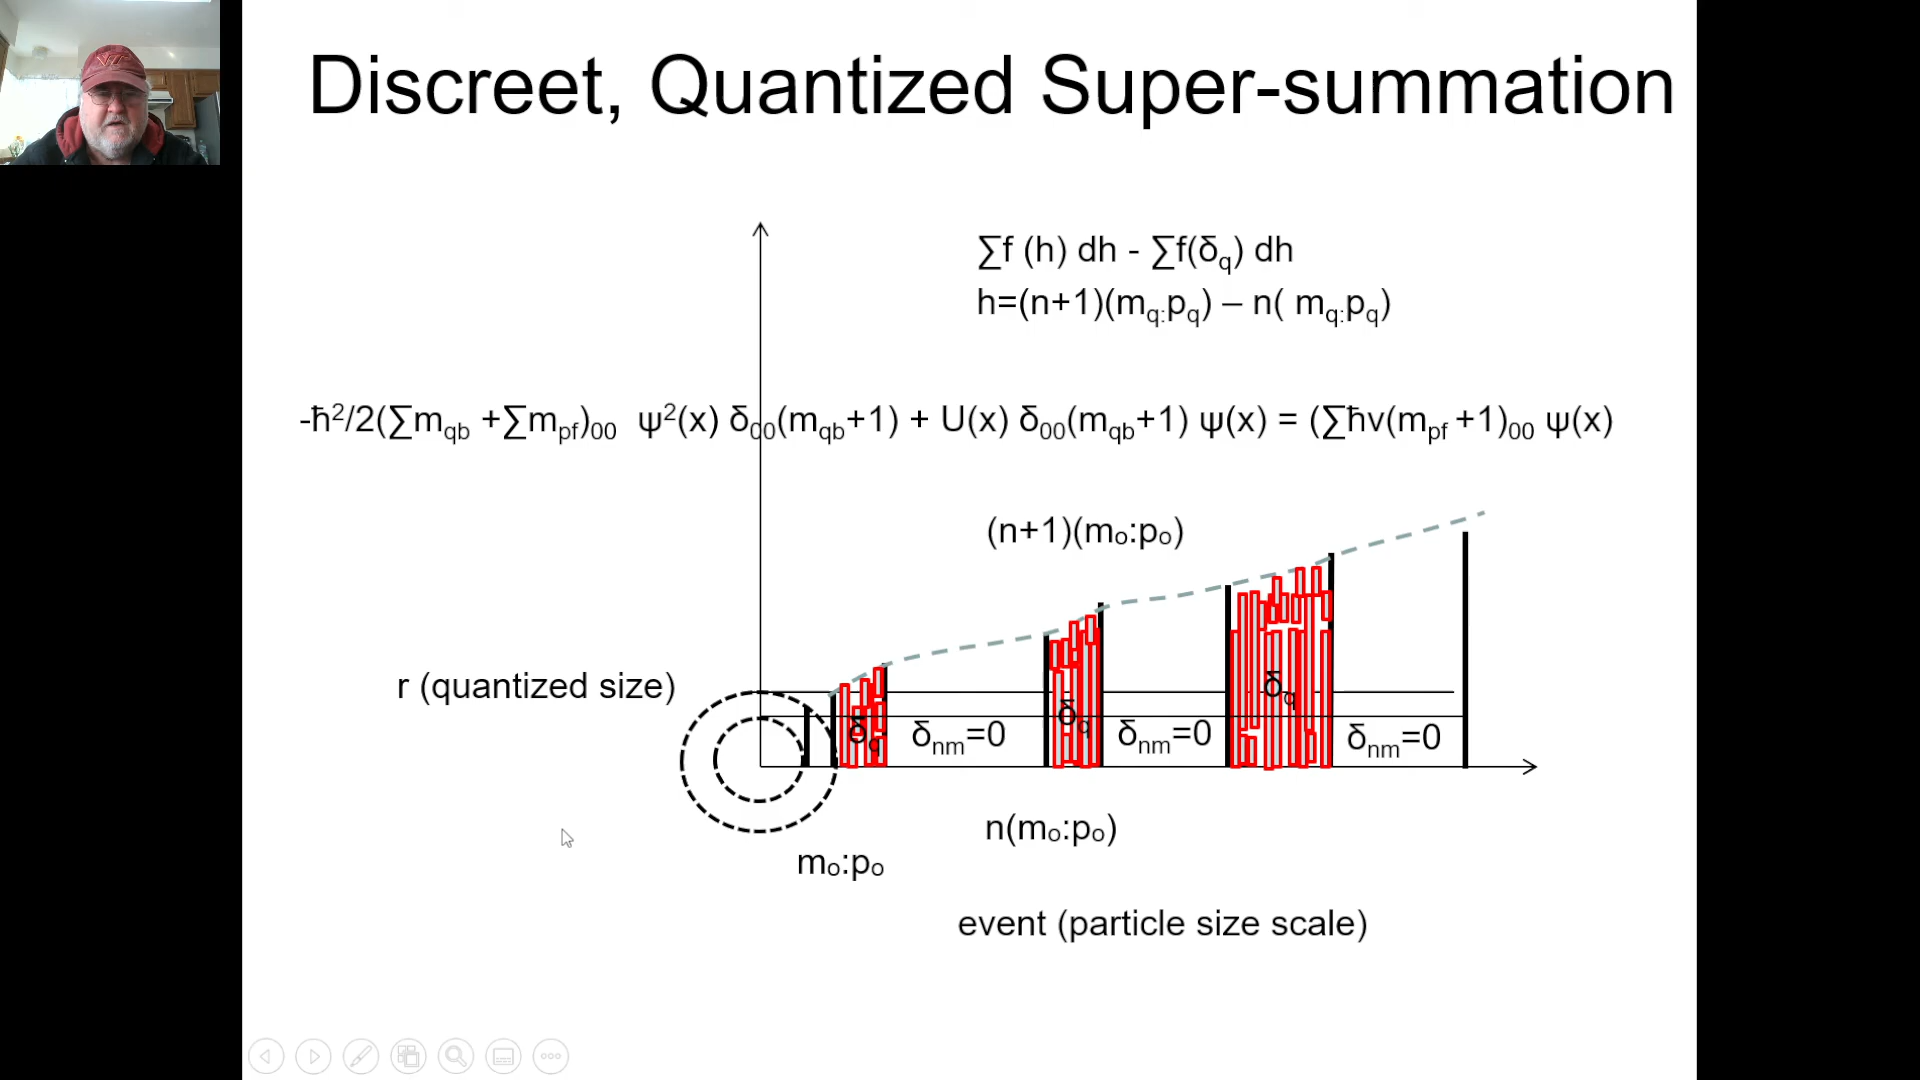 Discreet, Quantized Super-summation
∑f (h) dh - ∑f(δq) dh
h=(n+1)(mq:pq) – n( mq:pq)
-ħ²/2(∑mqb +∑mpf)00 ψ²(x) δ00(mqb+1) + U(x) δ00(mqb+1) ψ(x) = (∑ħv(mpf +1)00 ψ(x)
(n+1)(mo:po)
r (quantized size)
δq
δnm=0
δq
δnm=0
δq
δnm=0
n(mo:po)
mo:po
event (particle size scale)